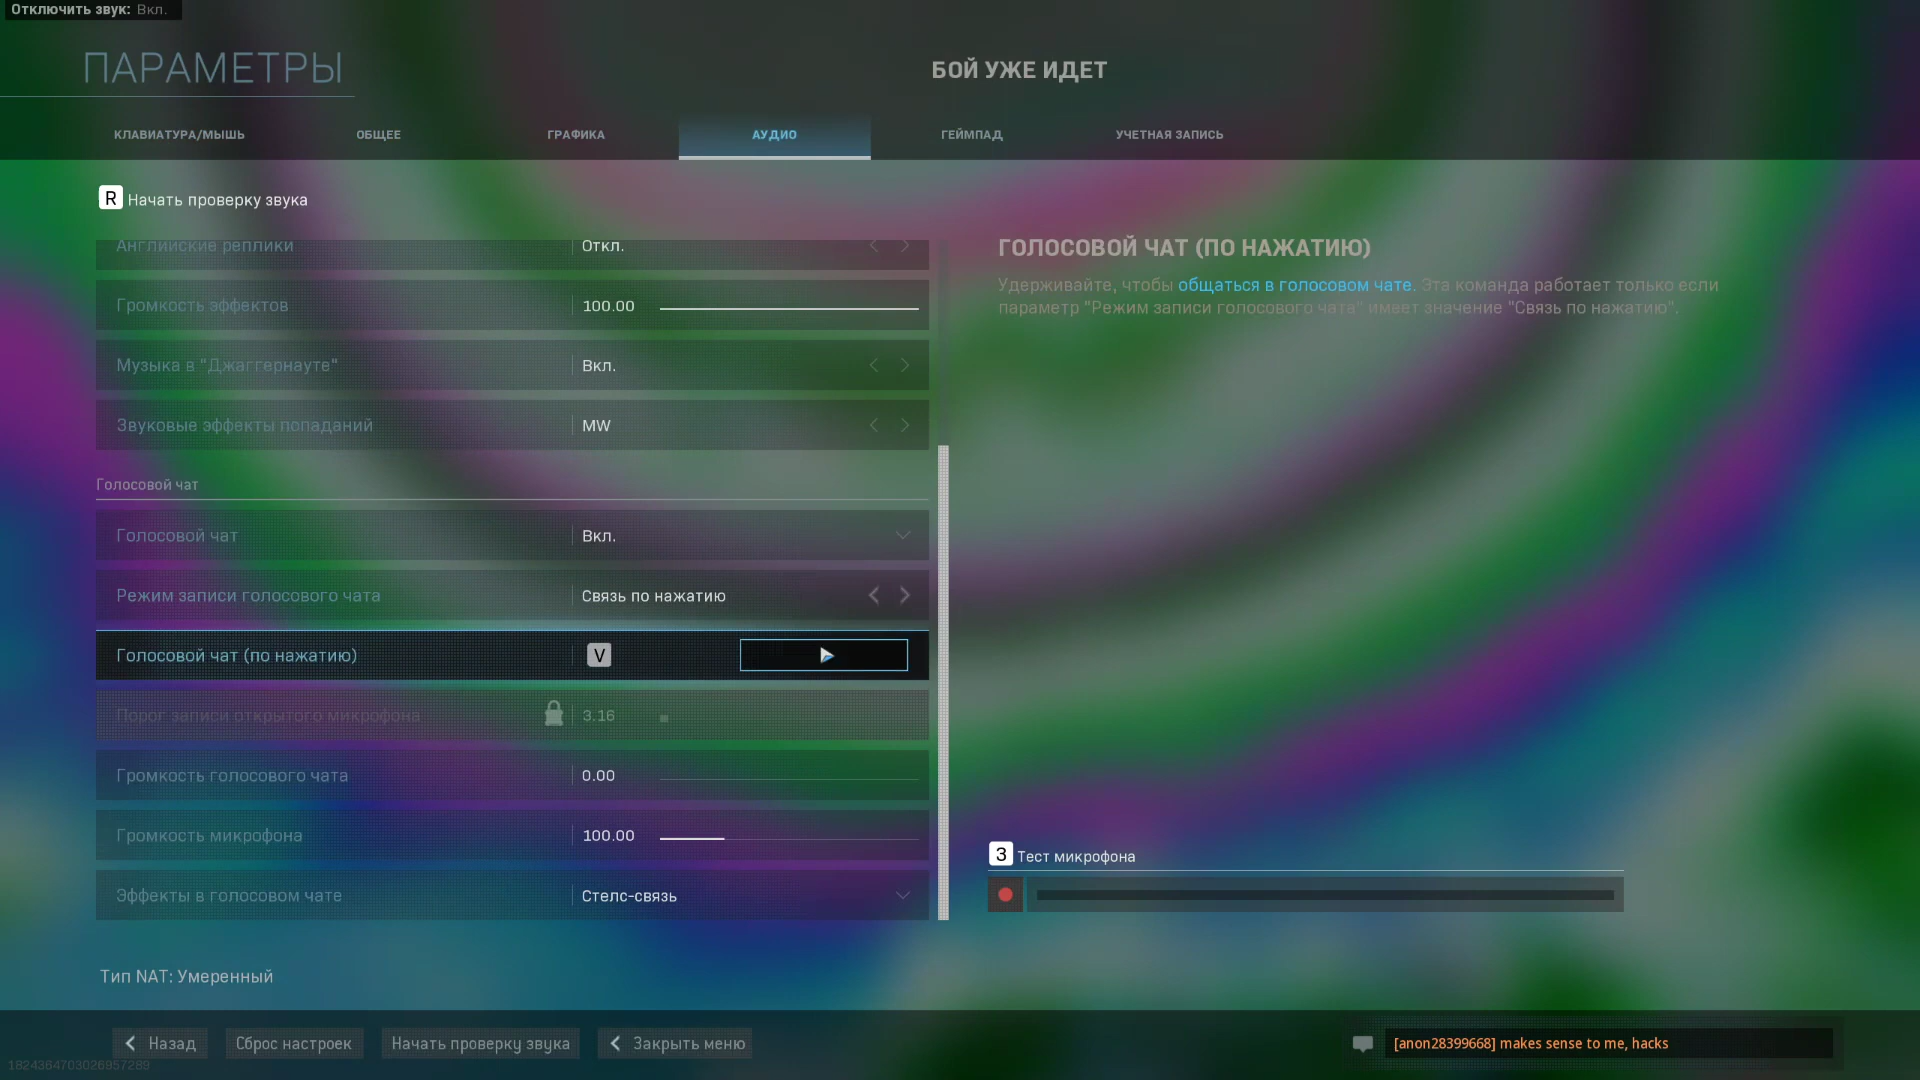 Отключить звук: Вкл.
ПАРАМЕТРЫ
БОЙ УЖЕ ИДЕТ
КЛАВИАТУРА/МЫШЬ ОБЩЕЕ ГРАФИКА АУДИО ГЕЙМПАД УЧЕТНАЯ ЗАПИСЬ
R Начать проверку звука
Английские реплики Откл.
Громкость эффектов 100.00
Музыка в "Джаггернауте" Вкл.
Звуковые эффекты попаданий MW
Голосовой чат
Голосовой чат Вкл.
Режим записи голосового чата Связь по нажатию
Голосовой чат (по нажатию) V
Порог записи открытого микрофона 3.16
Громкость голосового чата 0.00
Громкость микрофона 100.00
Эффекты в голосовом чате Стелс-связь
ГОЛОСОВОЙ ЧАТ (ПО НАЖАТИЮ)
Удерживайте, чтобы общаться в голосовом чате. Эта команда работает только если
параметр "Режим записи голосового чата" имеет значение "Связь по нажатию".
3 Тест микрофона
Тип NAT: Умеренный
Назад Сброс настроек Начать проверку звука Закрыть меню
[anon28399668] makes sense to me, hacks
1824364703026957289